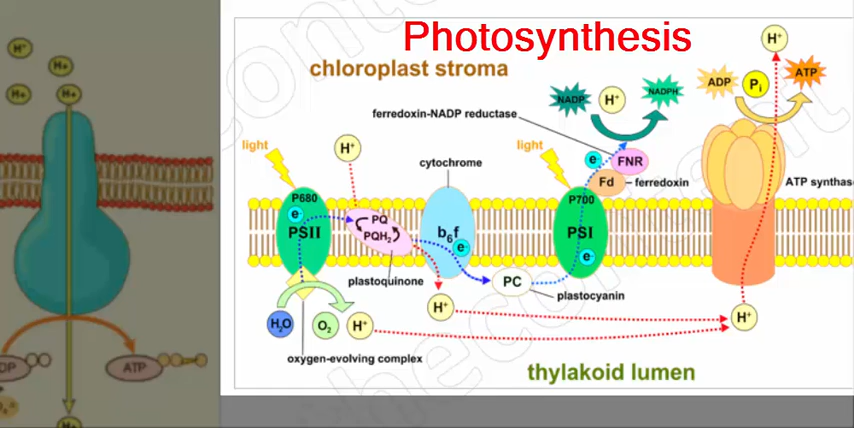 Photosynthesis
chloroplast stroma
H+
H+
H+
H+
H+
NADP
H+
NADPH
ADP
Pi
ATP
ferredoxin-NADP reductase
light
H+
cytochrome
light
e-
FNR
Fd
ferredoxin
ATP synthase
P680
e-
PSII
PQ
PQH2
b6f
e-
P700
PSI
e-
plastoquinone
PC
plastocyanin
H2O
O2
H+
H+
H+
oxygen-evolving complex
thylakoid lumen
DP
ATP